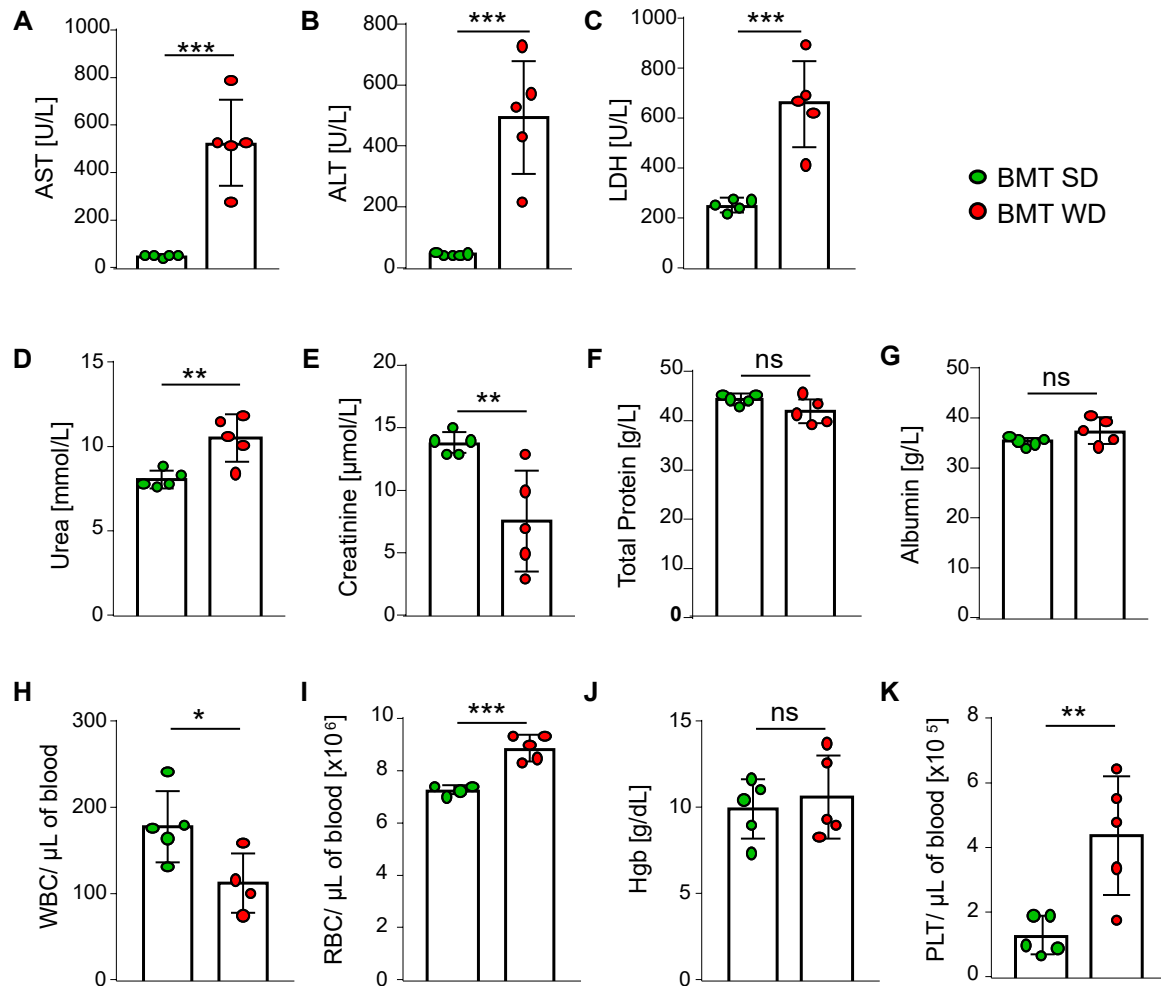 A
AST [U/L]
1000
800
600
400
200
0
***
B
ALT [U/L]
800
600
400
200
0
***
C
LDH [U/L]
1000
800
600
400
200
0
***
BMT SD
BMT WD
D
Urea [mmol/L]
15
10
5
0
**
E
Creatinine [µmol/L]
20
15
10
5
0
**
F
Total Protein [g/L]
50
40
30
20
10
0
ns
G
Albumin [g/L]
50
40
30
20
10
0
ns
H
WBC/ µL of blood
300
200
100
0
*
I
RBC/ µL of blood [x10⁶]
10
8
6
4
2
0
***
J
Hgb [g/dL]
15
10
5
0
ns
K
PLT/ µL of blood [x10 ⁵]
8
6
4
2
0
**